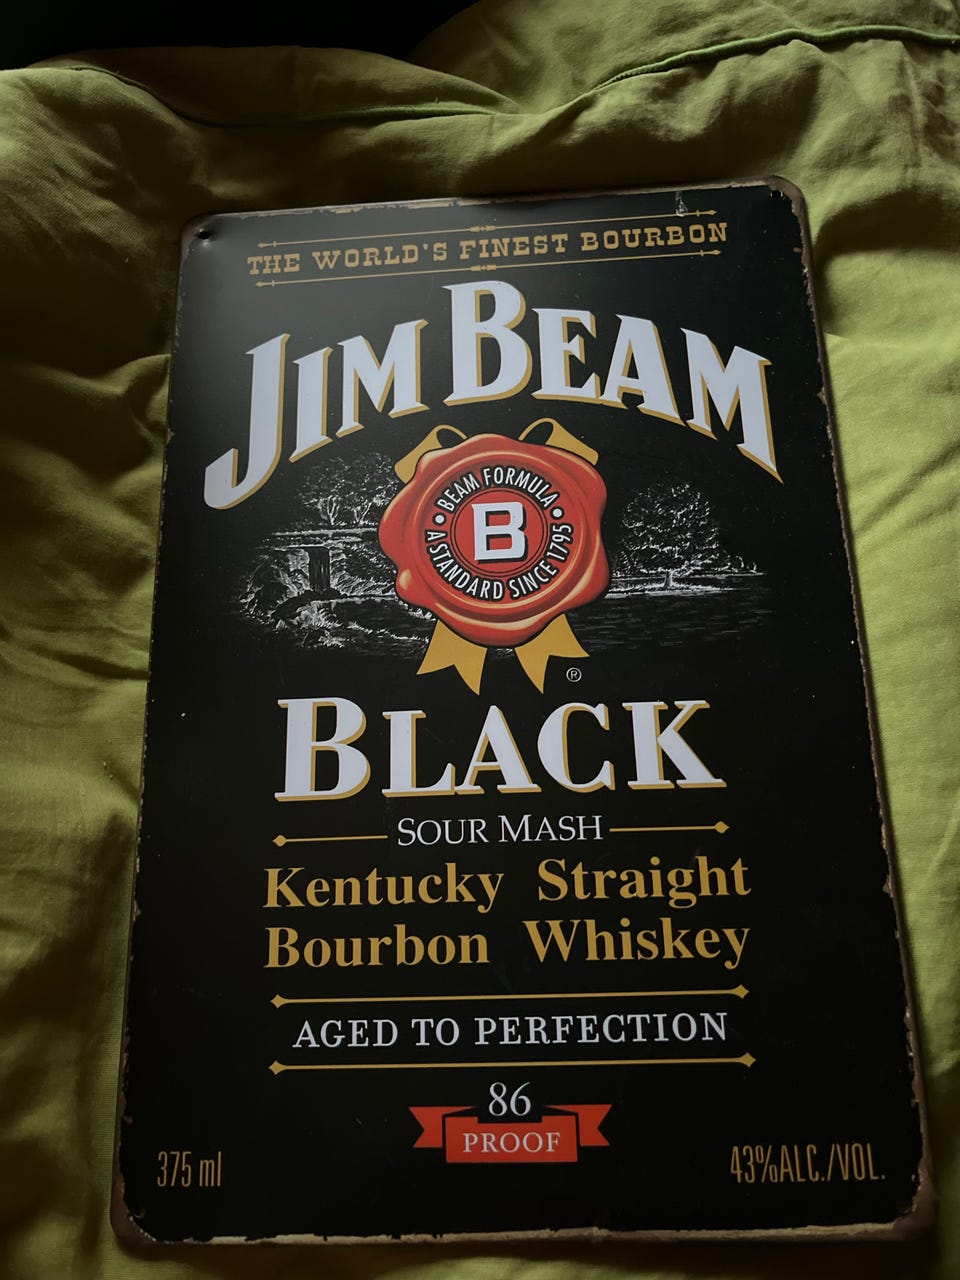 THE WORLD'S FINEST BOURBON
JIM BEAM
BEAM FORMULA
B
A STANDARD SINCE 1795
®
BLACK
SOUR MASH
Kentucky Straight
Bourbon Whiskey
AGED TO PERFECTION
86
PROOF
375 ml
43%ALC./VOL.